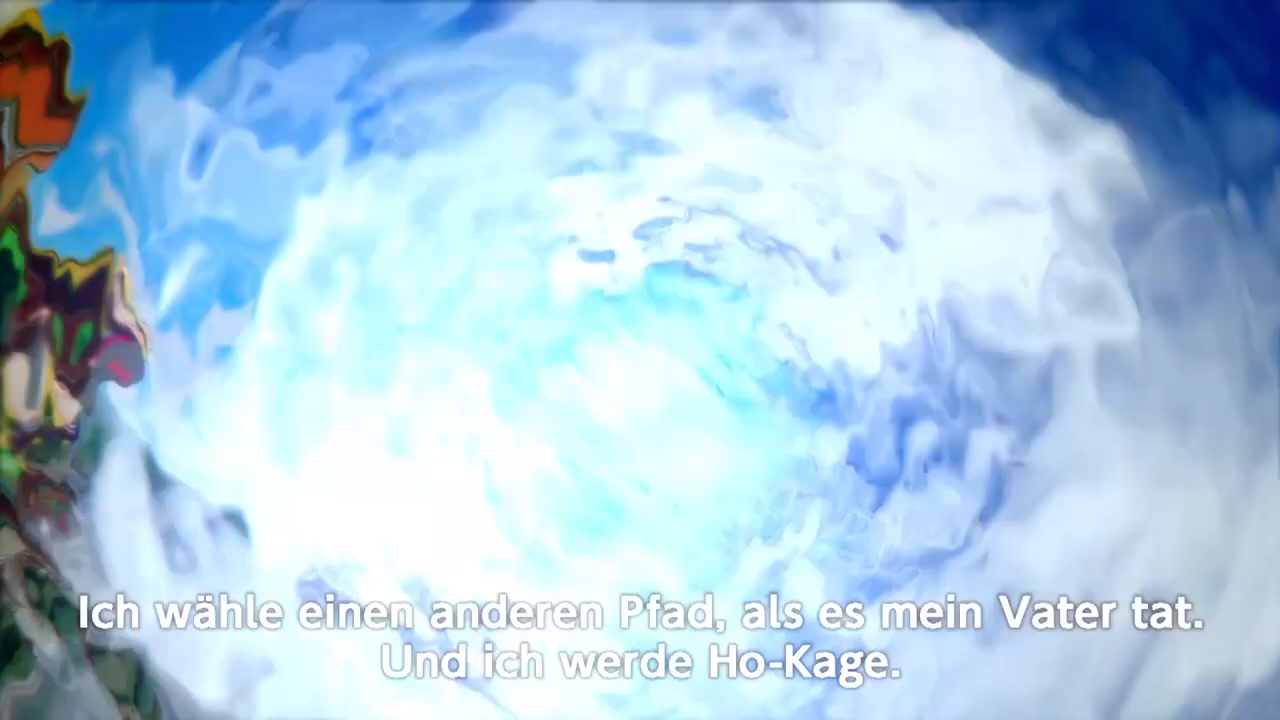 Ich wähle einen anderen Pfad, als es mein Vater tat.
Und ich werde Ho-Kage.